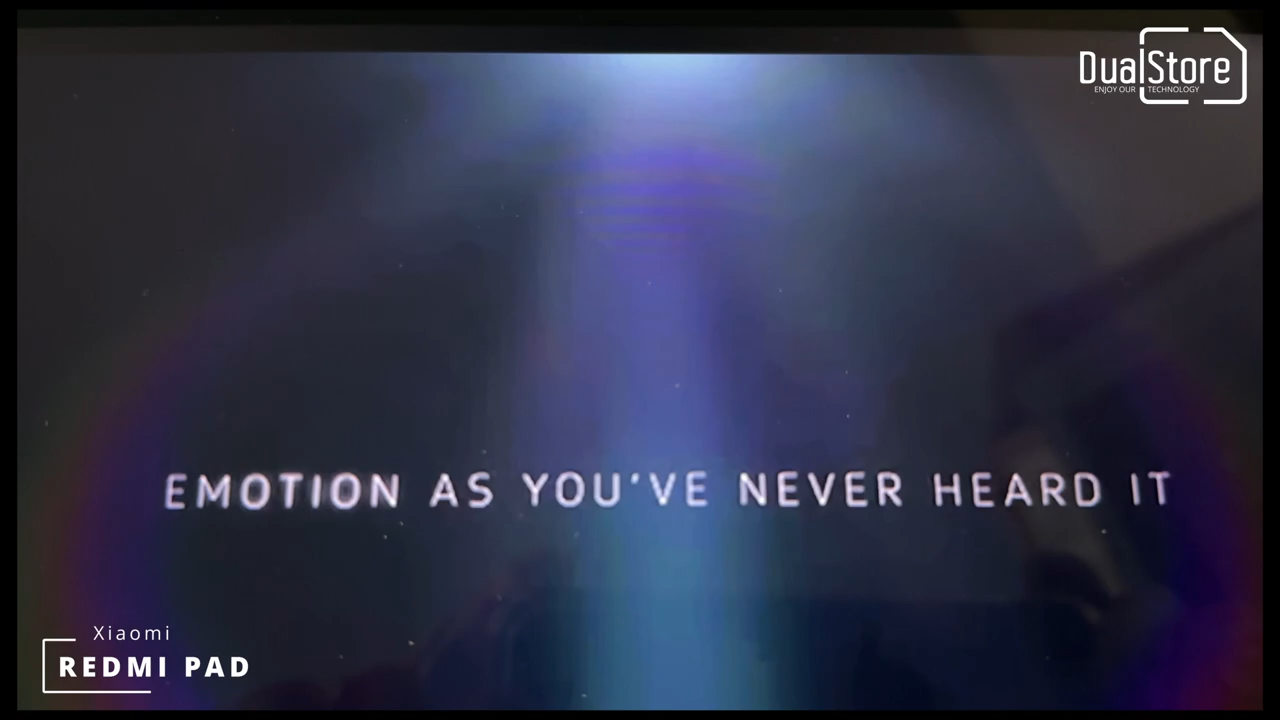 DualStore
ENJOY OUR TECHNOLOGY
EMOTION AS YOU'VE NEVER HEARD IT
Xiaomi
REDMI PAD